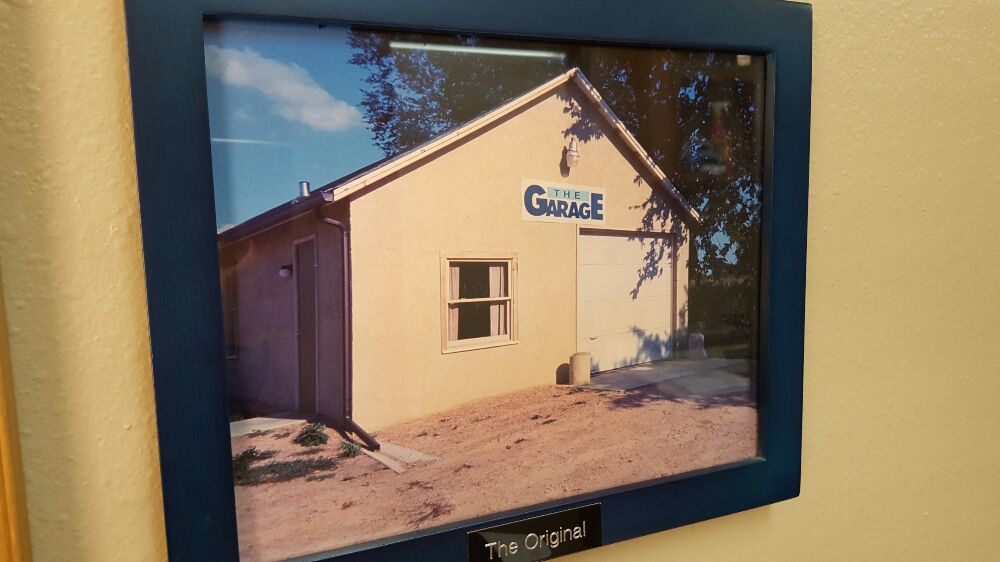 THE
GARAGE
The Original